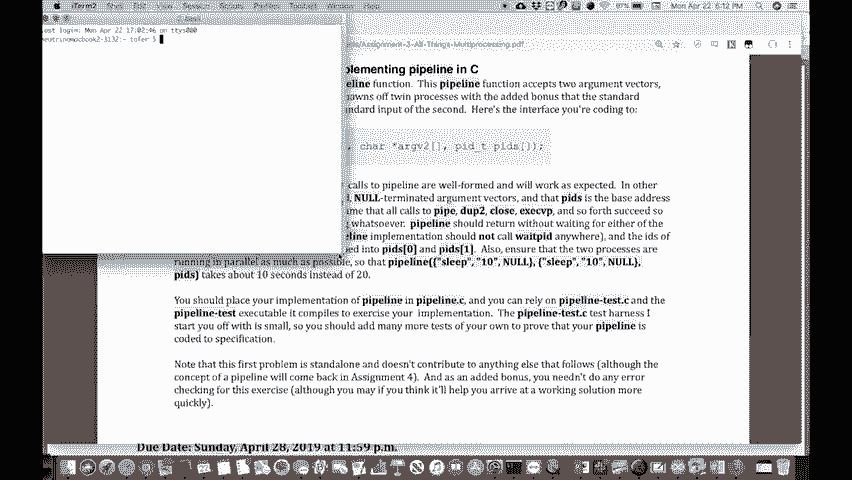 iTerm2 Shell Edit View Session Scripts Profiles Toolbelt Window Help
Mon Apr 22 6:12 PM
Last login: Mon Apr 22 17:02:46 on ttys000
neutrinomacbook2-3132:~ tofer $
/Assignment-3-All-Things-Multiprocessing.pdf
plementing pipeline in C
eline function. This pipeline function accepts two argument vectors,
pawns off twin processes with the added bonus that the standard
ndard input of the second. Here's the interface you're coding to:
, char *argv2[], pid_t pids[]);
t calls to pipeline are well-formed and will work as expected. In other
, NULL-terminated argument vectors, and that pids is the base address
me that all calls to pipe, dup2, close, execvp, and so forth succeed so
g whatsoever. pipeline should return without waiting for either of the
eline implementation should not call waitpid anywhere), and the ids of
ed into pids[0] and pids[1]. Also, ensure that the two processes are
running in parallel as much as possible, so that pipeline({"sleep", "10", NULL}, {"sleep", "10", NULL},
pids) takes about 10 seconds instead of 20.
You should place your implementation of pipeline in pipeline.c, and you can rely on pipeline-test.c and the
pipeline-test executable it compiles to exercise your implementation. The pipeline-test.c test harness I
start you off with is small, so you should add many more tests of your own to prove that your pipeline is
coded to specification.
Note that this first problem is standalone and doesn't contribute to anything else that follows (although the
concept of a pipeline will come back in Assignment 4). And as an added bonus, you needn't do any error
checking for this exercise (although you may if you think it'll help you arrive at a working solution more
quickly).
Due Date: Sunday, April 28, 2019 at 11:59 p.m.